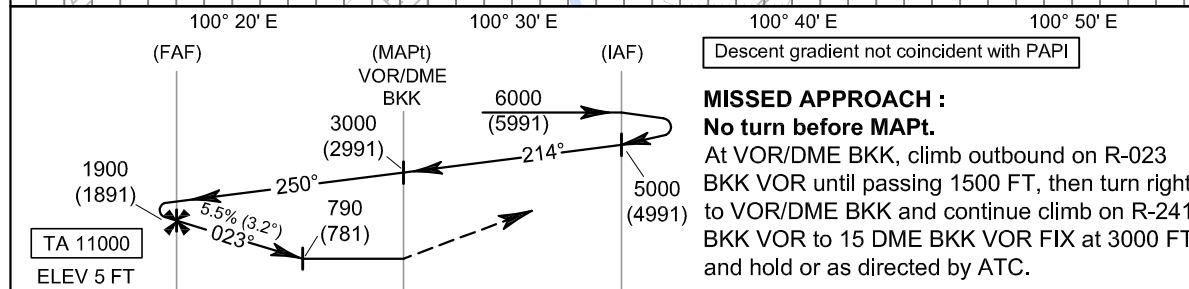 100° 20' E
100° 30' E
100° 40' E
100° 50' E
(FAF)
(MAPt)
VOR/DME
BKK
(IAF)
Descent gradient not coincident with PAPI
6000
(5991)
3000
(2991)
214°
1900
(1891)
250°
5000
(4991)
5.5% (3.2°)
023°
790
(781)
TA 11000
ELEV 5 FT
MISSED APPROACH :
No turn before MAPt.
At VOR/DME BKK, climb outbound on R-023
BKK VOR until passing 1500 FT, then turn right
to VOR/DME BKK and continue climb on R-241
BKK VOR to 15 DME BKK VOR FIX at 3000 FT
and hold or as directed by ATC.